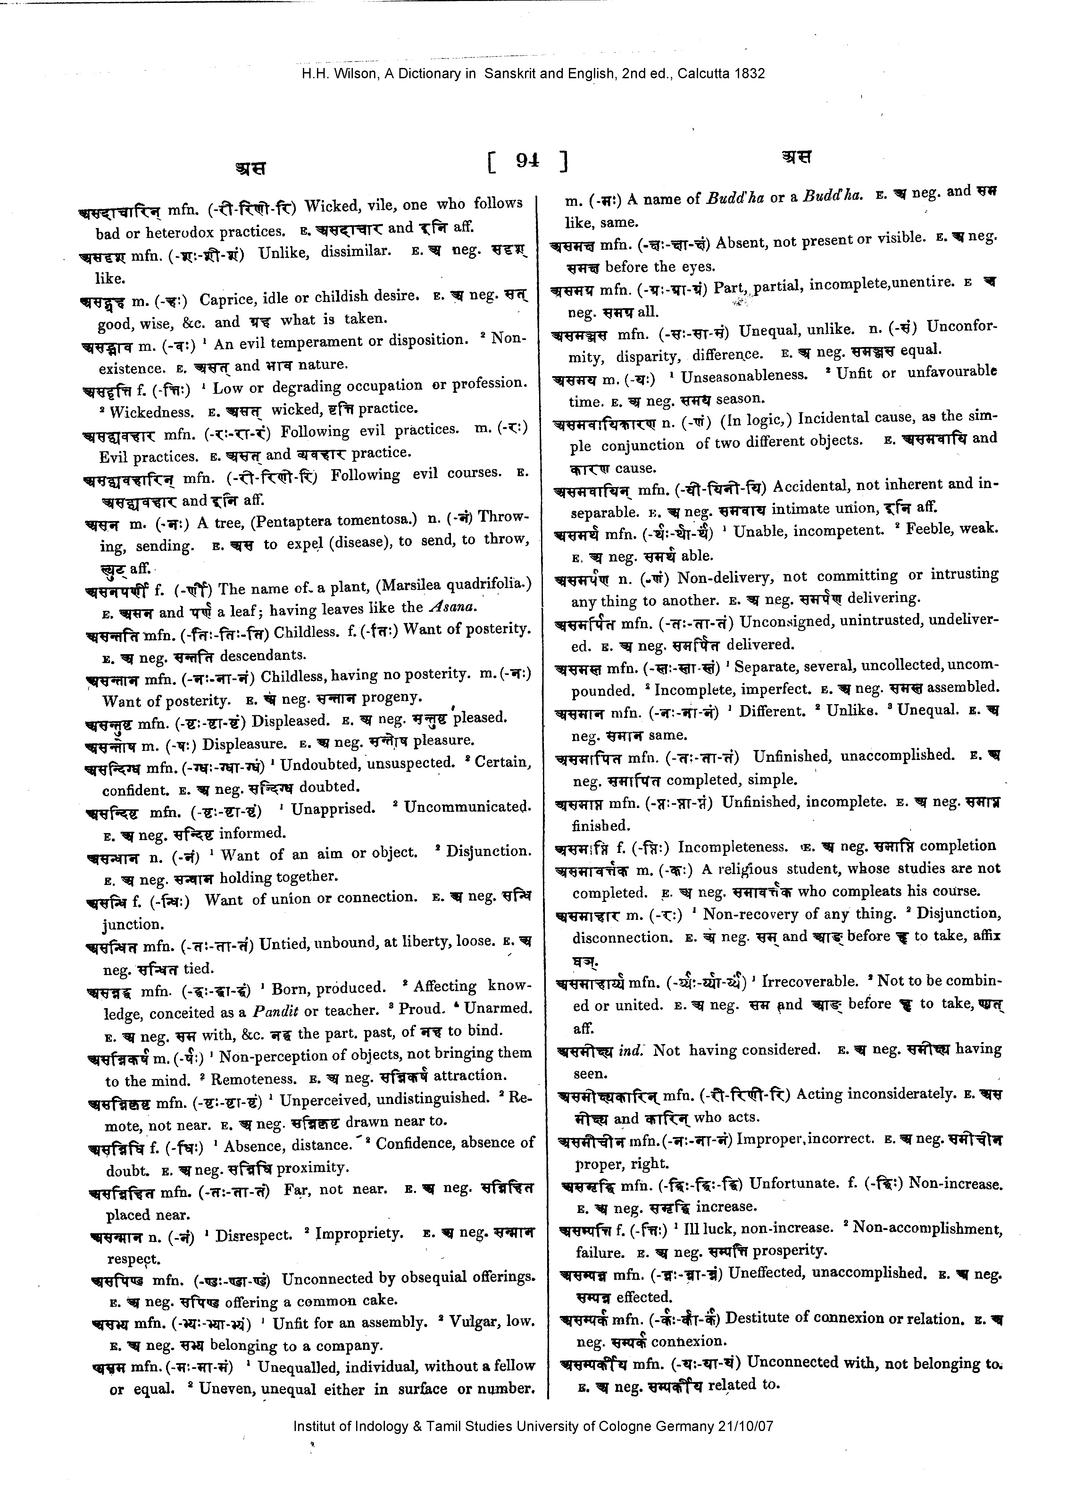 H.H. Wilson, A Dictionary in Sanskrit and English, 2nd ed., Calcutta 1832
अस
[ 94 ]
अस
असदाचारिन् mfn. (-री-रिणी-रि) Wicked, vile, one who follows
bad or heterodox practices. E. असदाचार and इनि aff.
असदृश् mfn. (-शः-शी-शं) Unlike, dissimilar. E. अ neg. सदृश्
like.
असद्ग्रह m. (-हः) Caprice, idle or childish desire. E. अ neg. सत्
good, wise, &c. and ग्रह what is taken.
असद्भाव m. (-वः) ¹ An evil temperament or disposition. ² Non-
existence. E. असत् and भाव nature.
असद्वृत्ति f. (-त्तिः) ¹ Low or degrading occupation or profession.
² Wickedness. E. असत् wicked, वृत्ति practice.
असद्व्यवहार mfn. (-रः-रा-रं) Following evil practices. m. (-रः)
Evil practices. E. असत् and व्यवहार practice.
असद्व्यवहारिन् mfn. (-री-रिणी-रि) Following evil courses. E.
असद्व्यवहार and इनि aff.
असन m. (-नः) A tree, (Pentaptera tomentosa.) n. (-नं) Throw-
ing, sending. E. अस to expel (disease), to send, to throw,
ल्युट् aff.
असनपर्णी f. (-र्णी) The name of a plant, (Marsilea quadrifolia.)
E. असन and पर्ण a leaf; having leaves like the Asana.
असन्तति mfn. (-तिः-तिः-ति) Childless. f. (-तिः) Want of posterity.
E. अ neg. सन्तति descendants.
असन्तान mfn. (-नः-ना-नं) Childless, having no posterity. m. (-नः)
Want of posterity. E. अ neg. सन्तान progeny.
असन्तुष्ट mfn. (-ष्टः-ष्टा-ष्टं) Displeased. E. अ neg. सन्तुष्ट pleased.
असन्तोष m. (-षः) Displeasure. E. अ neg. सन्तोष pleasure.
असन्दिग्ध mfn. (-ग्धः-ग्धा-ग्धं) ¹ Undoubted, unsuspected. ² Certain,
confident. E. अ neg. सन्दिग्ध doubted.
असन्दिष्ट mfn. (-ष्टः-ष्टा-ष्टं) ¹ Unapprised. ² Uncommunicated.
E. अ neg. सन्दिष्ट informed.
असन्धान n. (-नं) ¹ Want of an aim or object. ² Disjunction.
E. अ neg. सन्धान holding together.
असन्धि f. (-न्धिः) Want of union or connection. E. अ neg. सन्धि
junction.
असन्धित mfn. (-तः-ता-तं) Untied, unbound, at liberty, loose. E. अ
neg. सन्धित tied.
असन्नद्ध mfn. (-द्धः-द्धा-द्धं) ¹ Born, produced. ² Affecting know-
ledge, conceited as a Pandit or teacher. ³ Proud. ⁴ Unarmed.
E. अ neg. सम with, &c. नद्ध the part. past, of नह to bind.
असन्निकर्ष m. (-र्षः) ¹ Non-perception of objects, not bringing them
to the mind. ² Remoteness. E. अ neg. सन्निकर्ष attraction.
असन्निकृष्ट mfn. (-ष्टः-ष्टा-ष्टं) ¹ Unperceived, undistinguished. ² Re-
mote, not near. E. अ neg. सन्निकृष्ट drawn near to.
असन्निधि f. (-धिः) ¹ Absence, distance. ² Confidence, absence of
doubt. E. अ neg. सन्निधि proximity.
असन्निहित mfn. (-तः-ता-तं) Far, not near. E. अ neg. सन्निहित
placed near.
असन्मान n. (-नं) ¹ Disrespect. ² Impropriety. E. अ neg. सन्मान
respect.
असपिण्ड mfn. (-ण्डः-ण्डा-ण्डं) Unconnected by obsequial offerings.
E. अ neg. सपिण्ड offering a common cake.
असभ्य mfn. (-भ्यः-भ्या-भ्यं) ¹ Unfit for an assembly. ² Vulgar, low.
E. अ neg. सभ्य belonging to a company.
असम mfn. (-मः-मा-मं) ¹ Unequalled, individual, without a fellow
or equal. ² Uneven, unequal either in surface or number.
m. (-मः) A name of Budd'ha or a Budd'ha. E. अ neg. and सम
like, same.
असमक्ष mfn. (-क्षः-क्षा-क्षं) Absent, not present or visible. E. अ neg.
समक्ष before the eyes.
असमग्र mfn. (-ग्रः-ग्रा-ग्रं) Part, partial, incomplete, unentire. E अ
neg. समग्र all.
असमञ्जस mfn. (-सः-सा-सं) Unequal, unlike. n. (-सं) Unconfor-
mity, disparity, difference. E. अ neg. समञ्जस equal.
असमय m. (-यः) ¹ Unseasonableness. ² Unfit or unfavourable
time. E. अ neg. समय season.
असमवायिकारण n. (-णं) (In logic,) Incidental cause, as the sim-
ple conjunction of two different objects. E. असमवायि and
कारण cause.
असमवायिन् mfn. (-यी-यिनी-यि) Accidental, not inherent and in-
separable. E. अ neg. समवाय intimate union, इनि aff.
असमर्थ mfn. (-र्थः-र्था-र्थं) ¹ Unable, incompetent. ² Feeble, weak.
E. अ neg. समर्थ able.
असमर्पण n. (-णं) Non-delivery, not committing or intrusting
any thing to another. E. अ neg. समर्पण delivering.
असमर्पित mfn. (-तः-ता-तं) Unconsigned, unintrusted, undeliver-
ed. E. अ neg. समर्पित delivered.
असमस्त mfn. (-स्तः-स्ता-स्तं) ¹ Separate, several, uncollected, uncom-
pounded. ² Incomplete, imperfect. E. अ neg. समस्त assembled.
असमान mfn. (-नः-ना-नं) ¹ Different. ² Unlike. ³ Unequal. E. अ
neg. समान same.
असमापित mfn. (-तः-ता-तं) Unfinished, unaccomplished. E. अ
neg. समापित completed, simple.
असमाप्त mfn. (-प्तः-प्ता-प्तं) Unfinished, incomplete. E. अ neg. समाप्त
finished.
असमाप्ति f. (-प्तिः) Incompleteness. E. अ neg. समाप्ति completion
असमावर्त्तक m. (-कः) A religious student, whose studies are not
completed. E. अ neg. समावर्त्तक who compleats his course.
असमाहार m. (-रः) ¹ Non-recovery of any thing. ² Disjunction,
disconnection. E. अ neg. सम् and आङ् before हृ to take, affix
घञ्.
असमाहार्य्य mfn. (-र्य्यः-र्य्या-र्य्यं) ¹ Irrecoverable. ² Not to be combin-
ed or united. E. अ neg. सम and आङ् before हृ to take, ण्यत्
aff.
असमीक्ष्य ind. Not having considered. E. अ neg. समीक्ष्य having
seen.
असमीक्ष्यकारिन् mfn. (-री-रिणी-रि) Acting inconsiderately. E. अस
मीक्ष्य and कारिन् who acts.
असमीचीन mfn. (-नः-ना-नं) Improper, incorrect. E. अ neg. समीचीन
proper, right.
असमृद्धि mfn. (-द्धिः-द्धिः-द्धि) Unfortunate. f. (-द्धिः) Non-increase.
E. अ neg. समृद्धि increase.
असम्पत्ति f. (-त्तिः) ¹ Ill luck, non-increase. ² Non-accomplishment,
failure. E. अ neg. सम्पत्ति prosperity.
असम्पन्न mfn. (-न्नः-न्ना-न्नं) Uneffected, unaccomplished. E. अ neg.
सम्पन्न effected.
असम्पर्क mfn. (-र्कः-र्का-र्कं) Destitute of connexion or relation. E. अ
neg. सम्पर्क connexion.
असम्पर्कीय mfn. (-यः-या-यं) Unconnected with, not belonging to.
E. अ neg. सम्पर्कीय related to.
Institut of Indology & Tamil Studies University of Cologne Germany 21/10/07